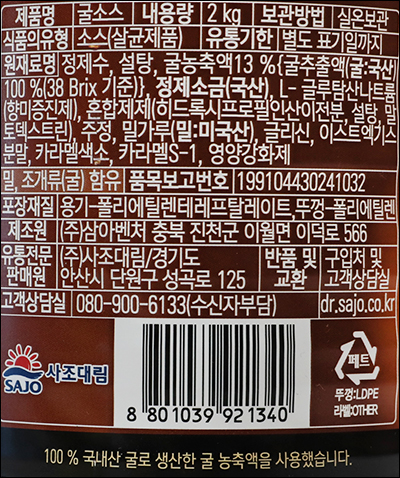 제품명 굴소스 내용량 2 kg 보관방법 실온보관
식품의유형 소스(살균제품) 유통기한 별도 표기일까지
원재료명 정제수, 설탕, 굴농축액13 %{굴추출액(굴:국산)
100 %(38 Brix 기준)}, 정제소금(국산), L- 글루탐산나트륨
(향미증진제), 혼합제제(히드록시프로필인산이전분, 설탕, 말
토덱스트리), 주정, 밀가루(밀:미국산), 글리신, 이스트엑기스
분말, 카라멜색소, 카라멜S-1, 영양강화제
밀, 조개류(굴) 함유 품목보고번호 199104430241032
포장재질 용기-폴리에틸렌테레프탈레이트,뚜껑-폴리에틸렌
제조원 (주)삼아벤처 충북 진천군 이월면 이덕로 566
유통전문판매원 (주)사조대림/경기도 안산시 단원구 성곡로 125 반품 및 교환 구입처 및 고객상담실
고객상담실 080-900-6133(수신자부담) dr.sajo.co.kr
SAJO 사조대림
페트
뚜껑:LDPE
라벨:OTHER
8 801039 921340
100 % 국내산 굴로 생산한 굴 농축액을 사용했습니다.